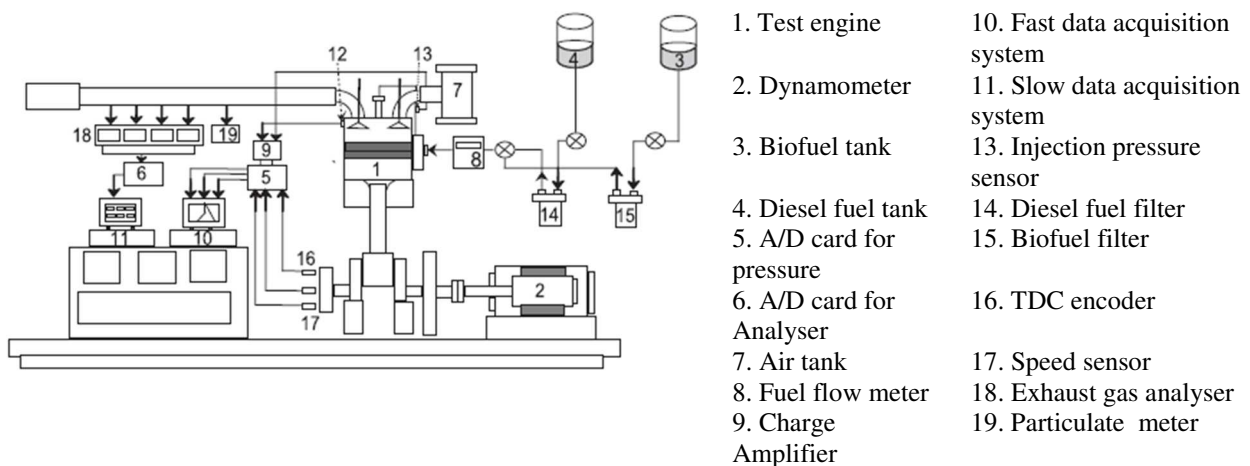 12
13
4
3
7
18
19
9
8
1
6
5
14
15
11
10
16
2
17
1. Test engine
2. Dynamometer
3. Biofuel tank
4. Diesel fuel tank
5. A/D card for
pressure
6. A/D card for
Analyser
7. Air tank
8. Fuel flow meter
9. Charge
Amplifier
10. Fast data acquisition
system
11. Slow data acquisition
system
13. Injection pressure
sensor
14. Diesel fuel filter
15. Biofuel filter
16. TDC encoder
17. Speed sensor
18. Exhaust gas analyser
19. Particulate meter